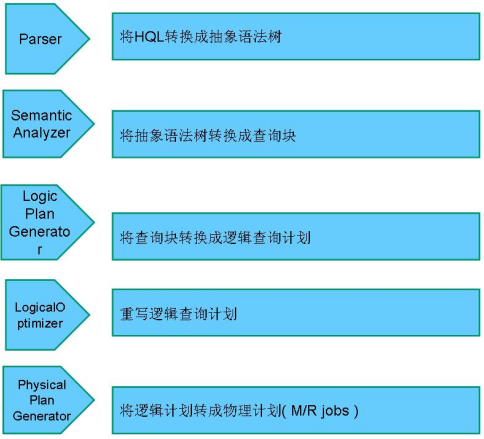 Parser
将HQL转换成抽象语法树
Semantic
Analyzer
将抽象语法树转换成查询块
Logic
Plan
Generato
r
将查询块转换成逻辑查询计划
LogicalO
ptimizer
重写逻辑查询计划
Physical
Plan
Generator
将逻辑计划转成物理计划( M/R jobs )